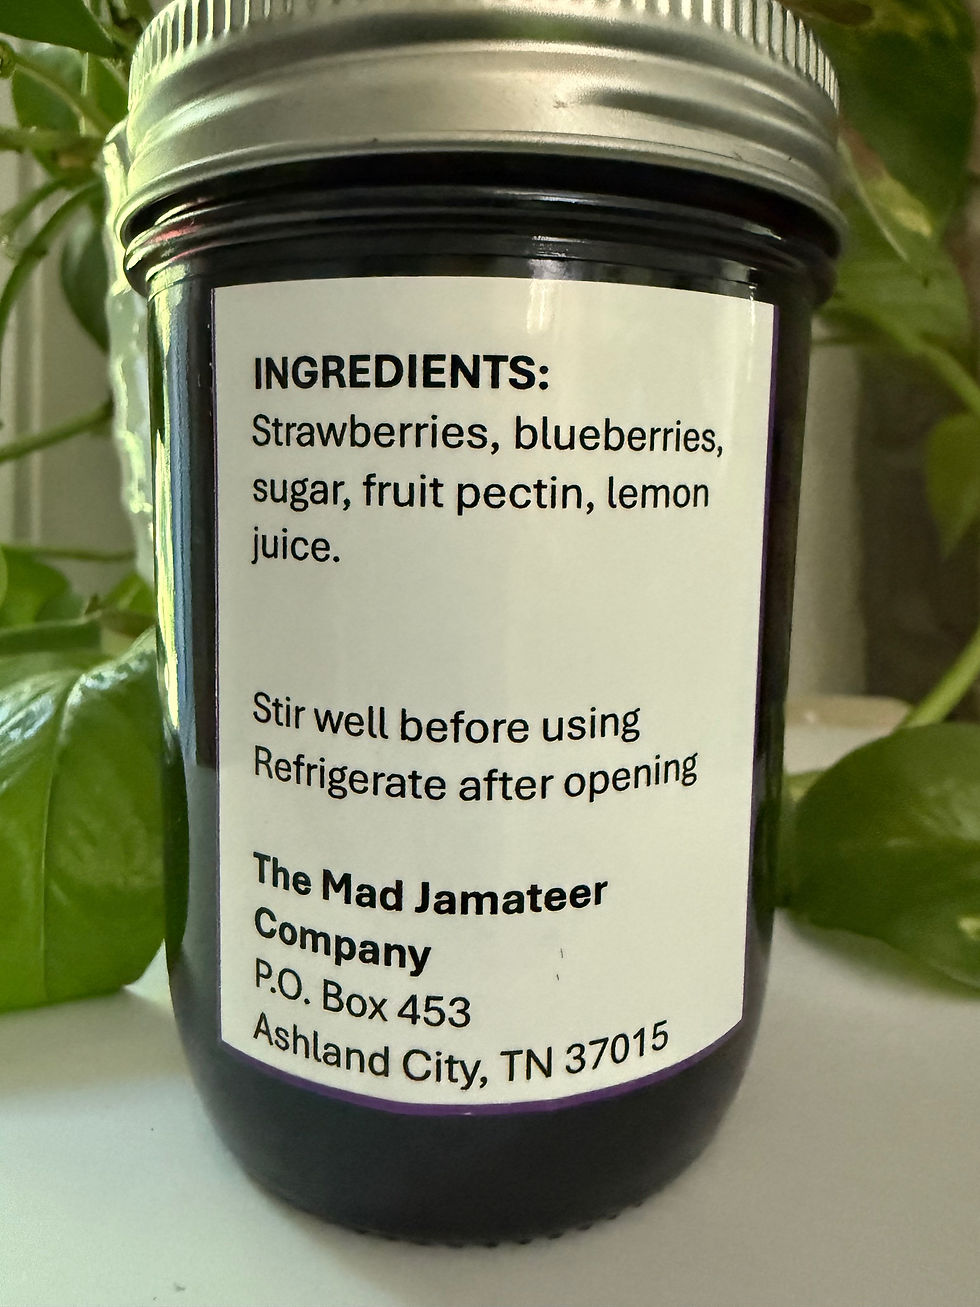 INGREDIENTS:
Strawberries, blueberries,
sugar, fruit pectin, lemon
juice.
Stir well before using
Refrigerate after opening
The Mad Jamateer
Company
P.O. Box 453
Ashland City, TN 37015